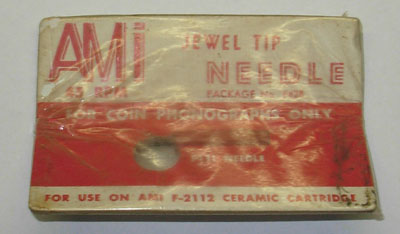 AMi
JEWEL TIP
NEEDLE
45 RPM
PACKAGE
FOR COIN PHONOGRAPHS ONLY
NEEDLE
FOR USE ON AMI F-2112 CERAMIC CARTRIDGE